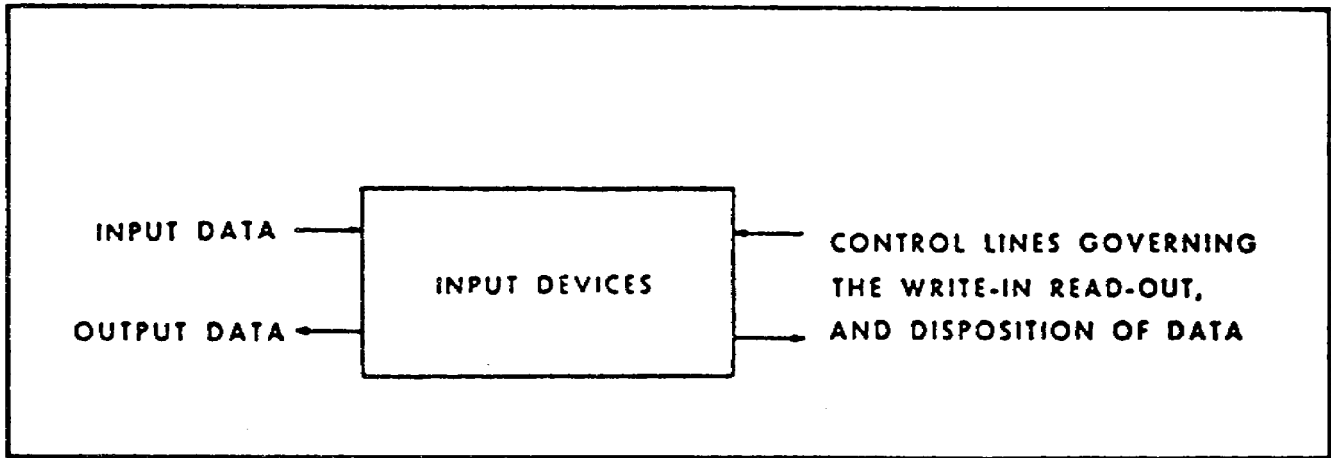 INPUT DATA
OUTPUT DATA
INPUT DEVICES
CONTROL LINES GOVERNING
THE WRITE-IN READ-OUT,
AND DISPOSITION OF DATA